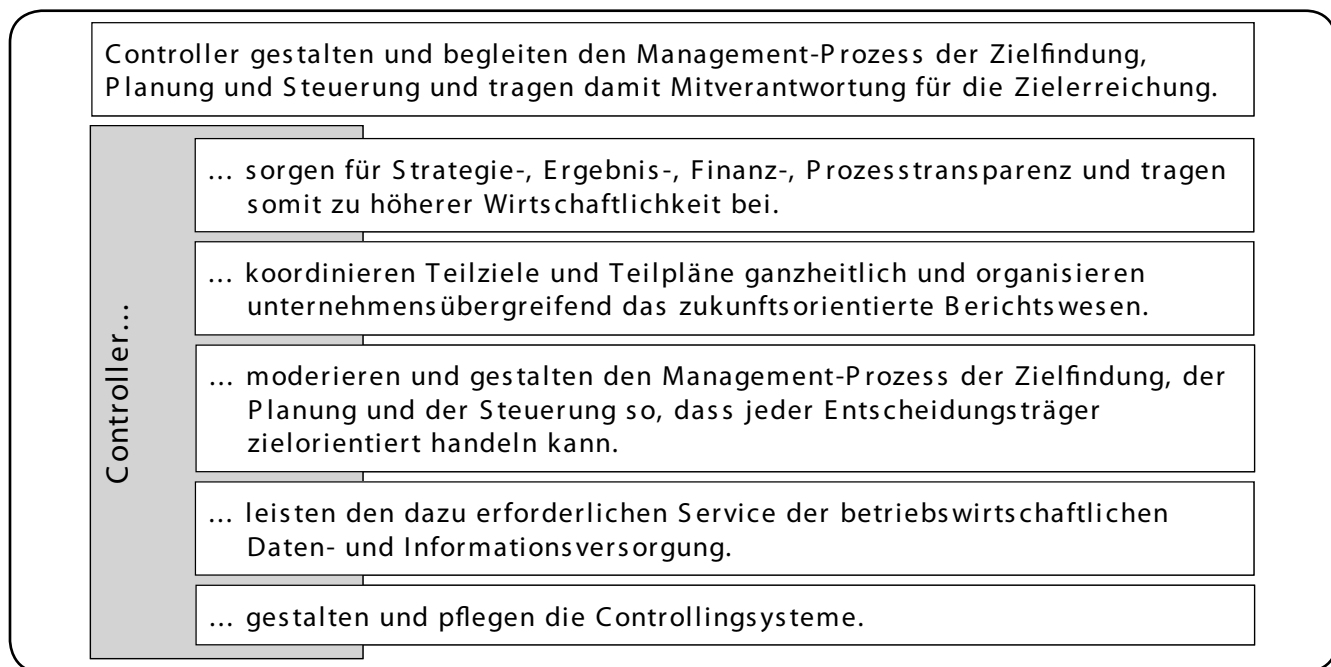 Controller gestalten und begleiten den Management-Prozess der Zielfindung,
Planung und Steuerung und tragen damit Mitverantwortung für die Zielerreichung.
Controller...
... sorgen für Strategie-, Ergebnis-, Finanz-, Prozesstransparenz und tragen
somit zu höherer Wirtschaftlichkeit bei.
... koordinieren Teilziele und Teilpläne ganzheitlich und organisieren
unternehmensübergreifend das zukunftsorientierte Berichtswesen.
... moderieren und gestalten den Management-Prozess der Zielfindung, der
Planung und der Steuerung so, dass jeder Entscheidungsträger
zielorientiert handeln kann.
... leisten den dazu erforderlichen Service der betriebswirtschaftlichen
Daten- und Informationsversorgung.
... gestalten und pflegen die Controllingsysteme.